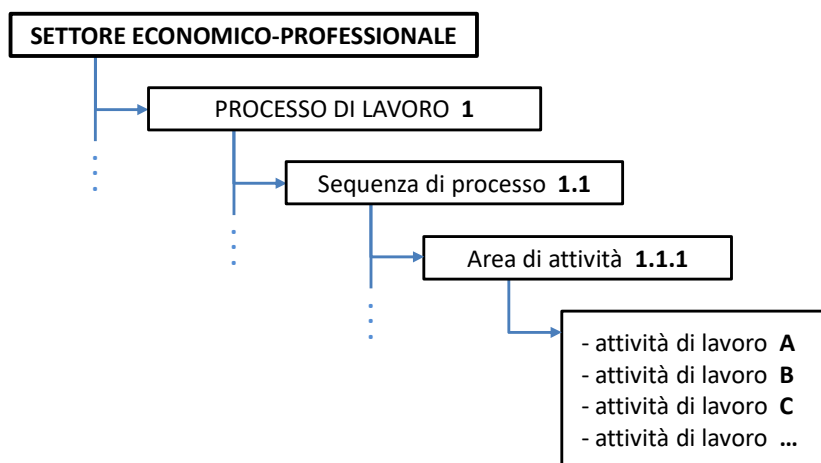 SETTORE ECONOMICO-PROFESSIONALE
PROCESSO DI LAVORO 1
Sequenza di processo 1.1
Area di attività 1.1.1
- attività di lavoro A
- attività di lavoro B
- attività di lavoro C
- attività di lavoro ...